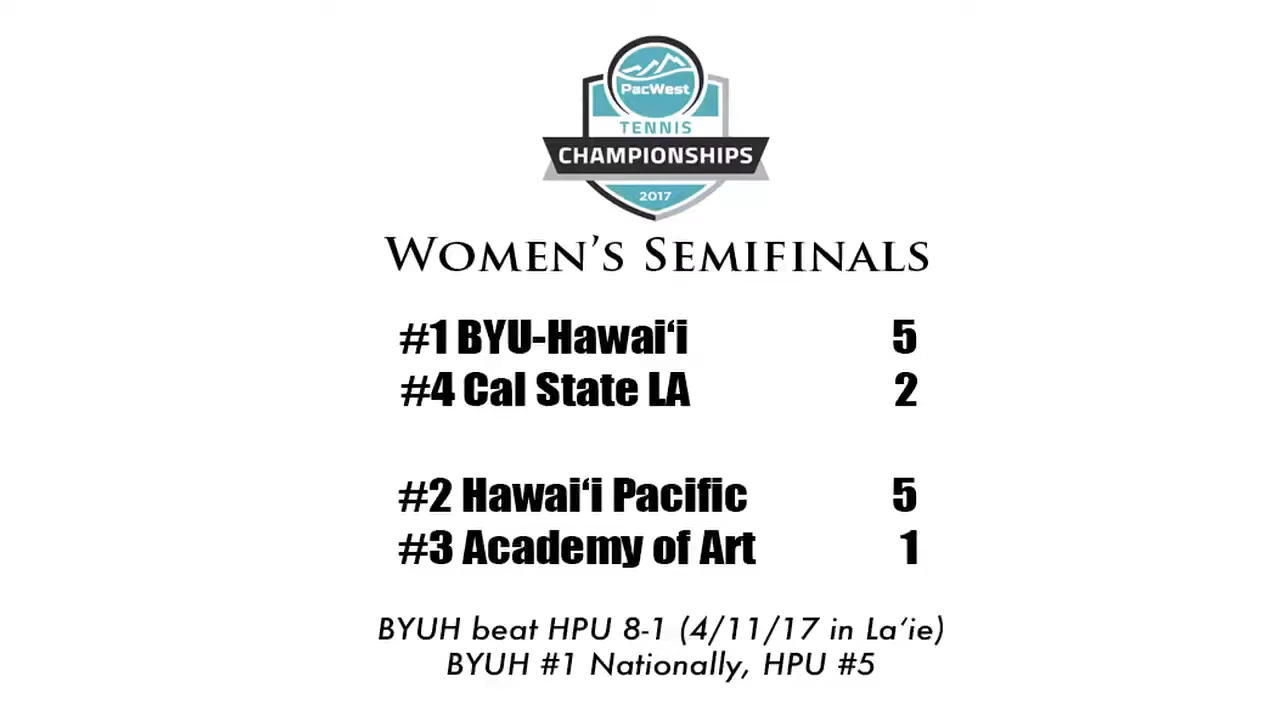 PacWest
TENNIS
CHAMPIONSHIPS
2017
WOMEN’S SEMIFINALS
#1 BYU-Hawai‘i 5
#4 Cal State LA 2
#2 Hawai‘i Pacific 5
#3 Academy of Art 1
BYUH beat HPU 8-1 (4/11/17 in La‘ie)
BYUH #1 Nationally, HPU #5